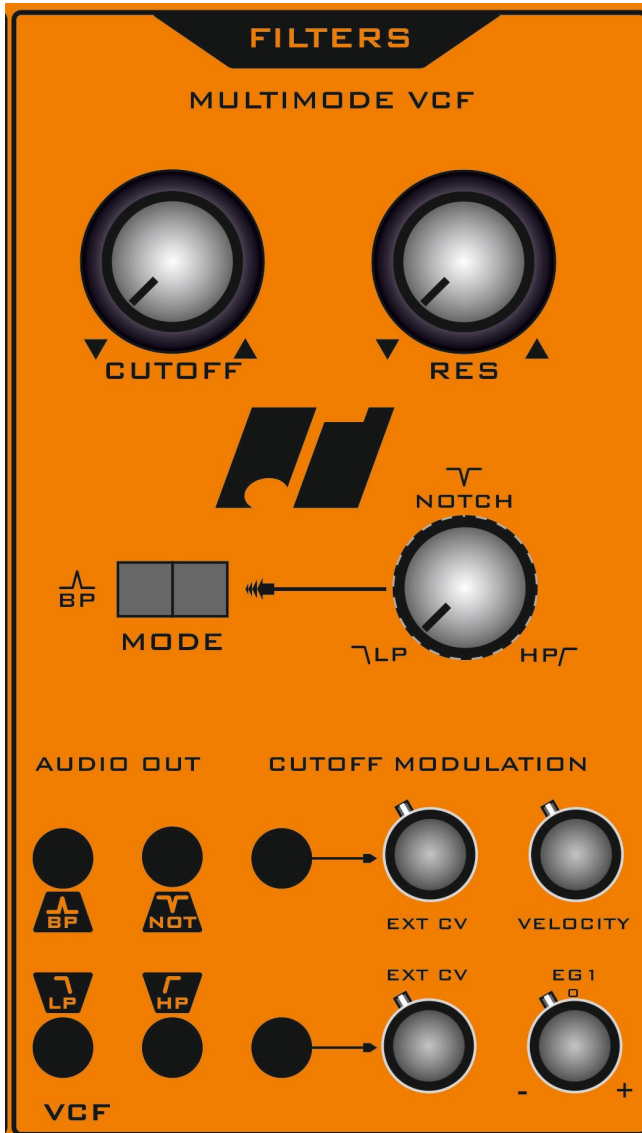 FILTERS
MULTIMODE VCF
CUTOFF
RES
NOTCH
BP
MODE
LP
HP
AUDIO OUT
CUTOFF MODULATION
BP
NOT
EXT CV
VELOCITY
LP
HP
EXT CV
EG1
- +
VCF